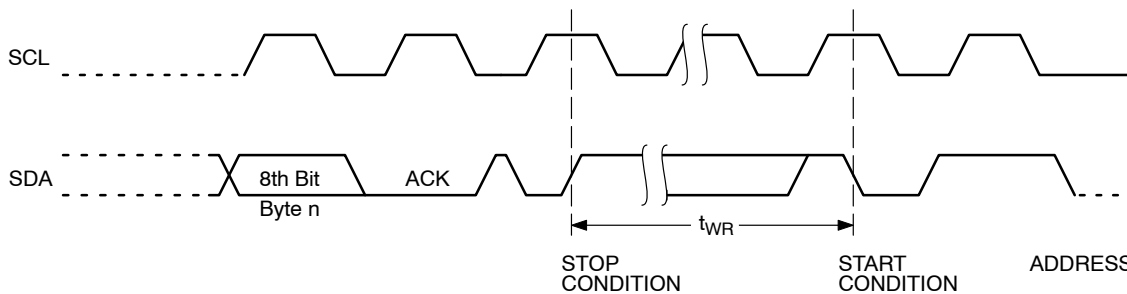 SCL
SDA
8th Bit
Byte n
ACK
tWR
STOP
CONDITION
START
CONDITION
ADDRESS